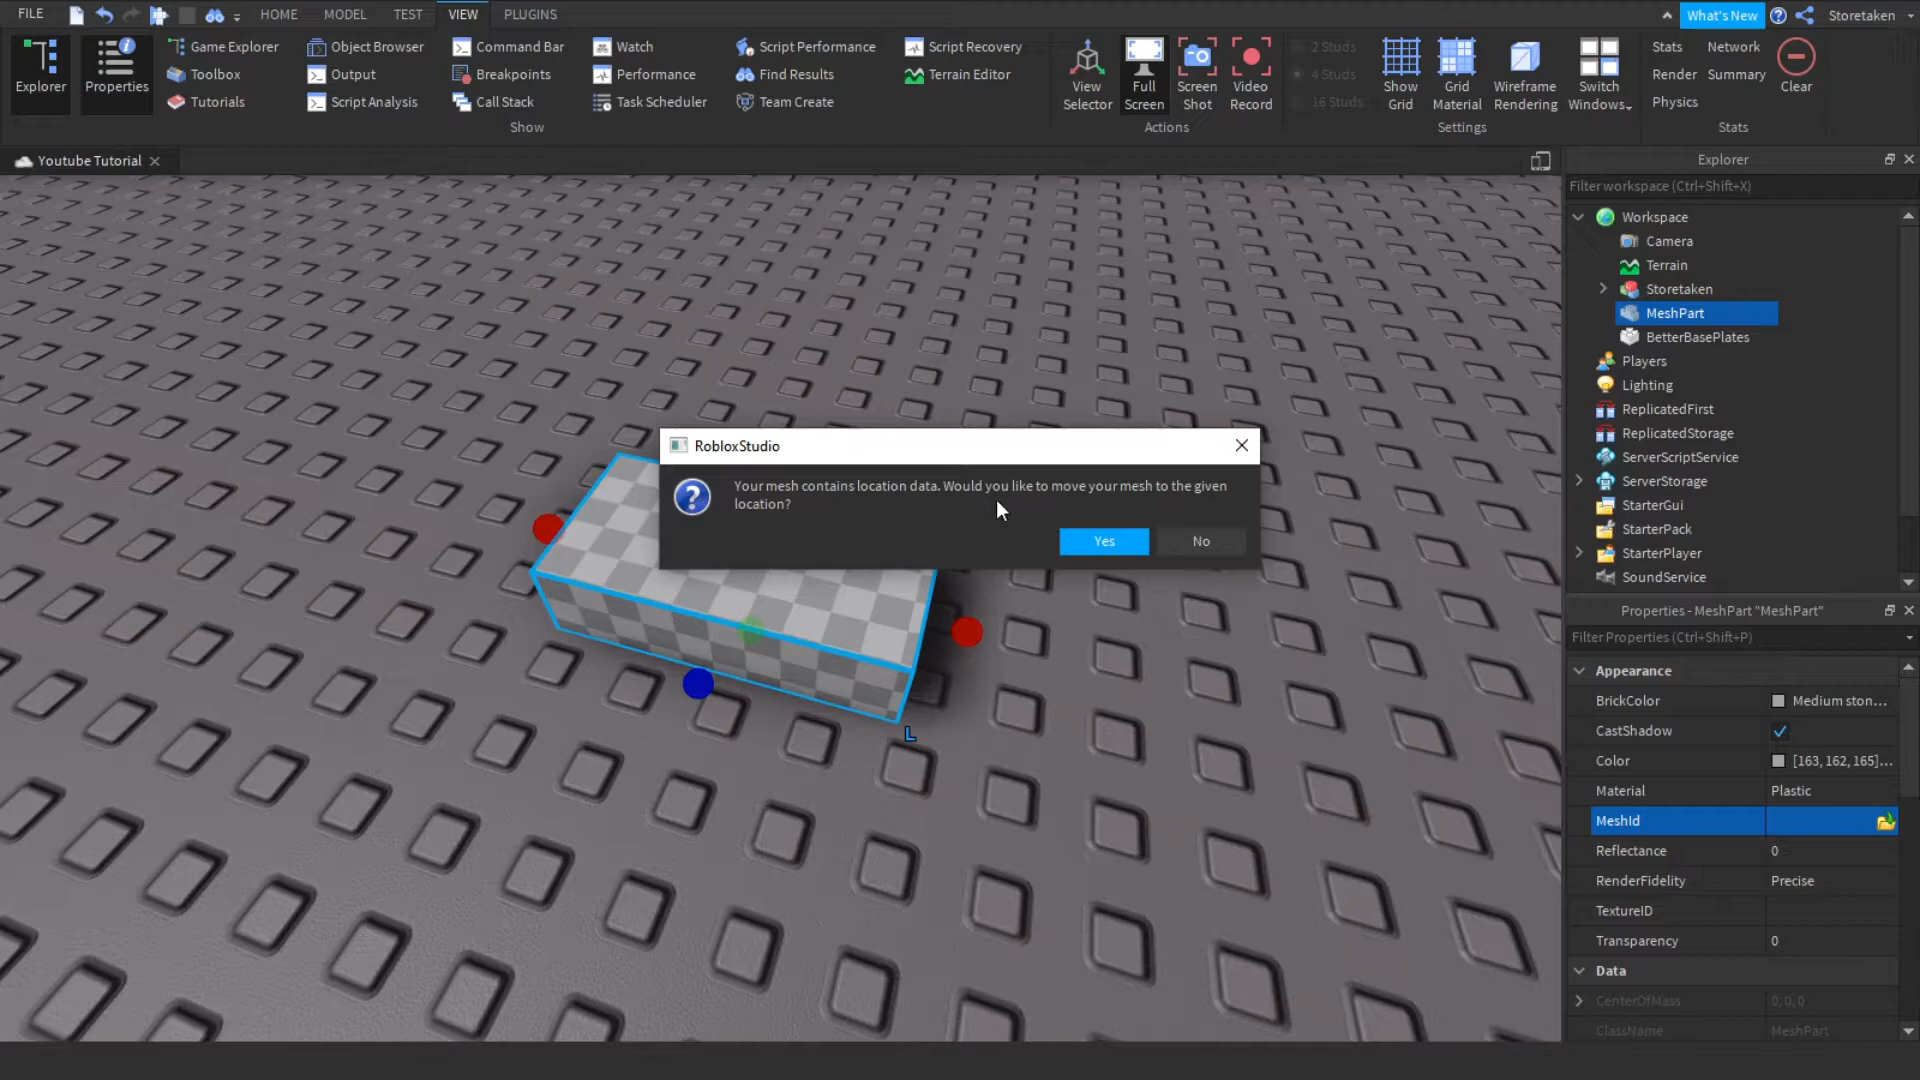 FILE
HOME
MODEL
TEST
VIEW
PLUGINS
What's New
Storetaken
Explorer
Properties
Game Explorer
Toolbox
Tutorials
Object Browser
Output
Script Analysis
Command Bar
Breakpoints
Call Stack
Watch
Performance
Task Scheduler
Script Performance
Find Results
Team Create
Script Recovery
Terrain Editor
Show
View
Selector
Full
Screen
Screen
Shot
Video
Record
Actions
2 Studs
4 Studs
16 Studs
Show
Grid
Grid
Material
Wireframe
Rendering
Switch
Windows
Settings
Stats
Network
Render
Summary
Physics
Clear
Stats
Youtube Tutorial
Explorer
Filter workspace (Ctrl+Shift+X)
Workspace
Camera
Terrain
Storetaken
MeshPart
BetterBasePlates
Players
Lighting
ReplicatedFirst
ReplicatedStorage
ServerScriptService
ServerStorage
StarterGui
StarterPack
StarterPlayer
SoundService
RobloxStudio
Your mesh contains location data. Would you like to move your mesh to the given
location?
Yes
No
L
Properties - MeshPart "MeshPart"
Filter Properties (Ctrl+Shift+P)
Appearance
BrickColor Medium ston...
CastShadow
Color [163, 162, 165]...
Material Plastic
MeshId
Reflectance 0
RenderFidelity Precise
TextureID
Transparency 0
Data
CenterOfMass 0, 0, 0
ClassName MeshPart